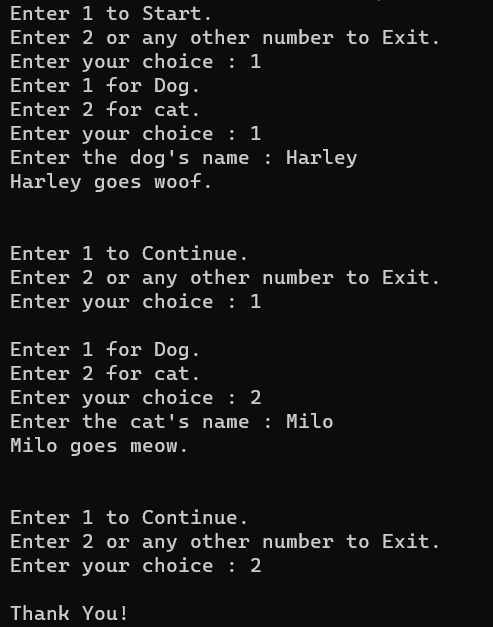 Enter 1 to Start.
Enter 2 or any other number to Exit.
Enter your choice : 1
Enter 1 for Dog.
Enter 2 for cat.
Enter your choice : 1
Enter the dog's name : Harley
Harley goes woof.
Enter 1 to Continue.
Enter 2 or any other number to Exit.
Enter your choice : 1
Enter 1 for Dog.
Enter 2 for cat.
Enter your choice : 2
Enter the cat's name : Milo
Milo goes meow.
Enter 1 to Continue.
Enter 2 or any other number to Exit.
Enter your choice : 2
Thank You!